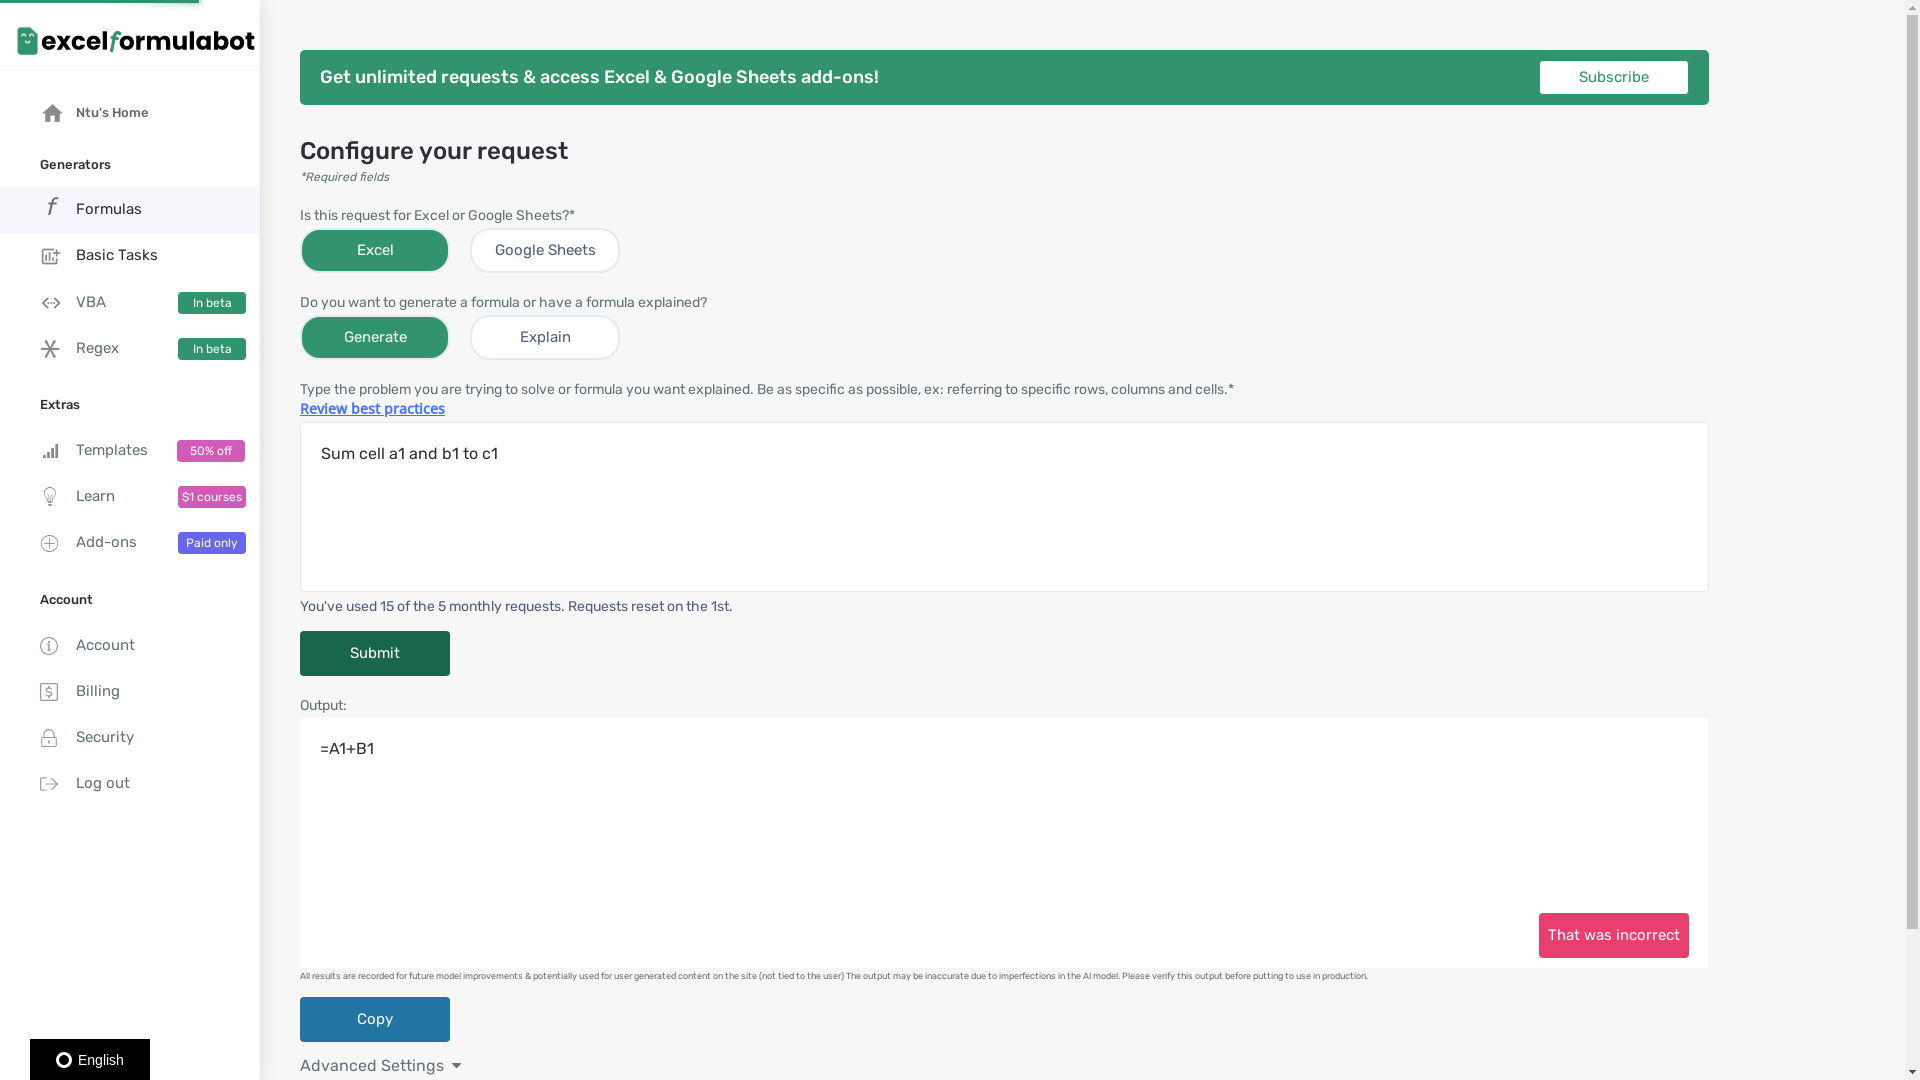 excelformulabot
Ntu's Home
Generators
f Formulas
Basic Tasks
VBA In beta
Regex In beta
Extras
Templates 50% off
Learn $1 courses
Add-ons Paid only
Account
Account
Billing
Security
Log out
English
Get unlimited requests & access Excel & Google Sheets add-ons! Subscribe
Configure your request
*Required fields
Is this request for Excel or Google Sheets?*
Excel Google Sheets
Do you want to generate a formula or have a formula explained?
Generate Explain
Type the problem you are trying to solve or formula you want explained. Be as specific as possible, ex: referring to specific rows, columns and cells.*
Review best practices
Sum cell a1 and b1 to c1
You've used 15 of the 5 monthly requests. Requests reset on the 1st.
Submit
Output:
=A1+B1
That was incorrect
All results are recorded for future model improvements & potentially used for user generated content on the site (not tied to the user) The output may be inaccurate due to imperfections in the AI model. Please verify this output before putting to use in production.
Copy
Advanced Settings